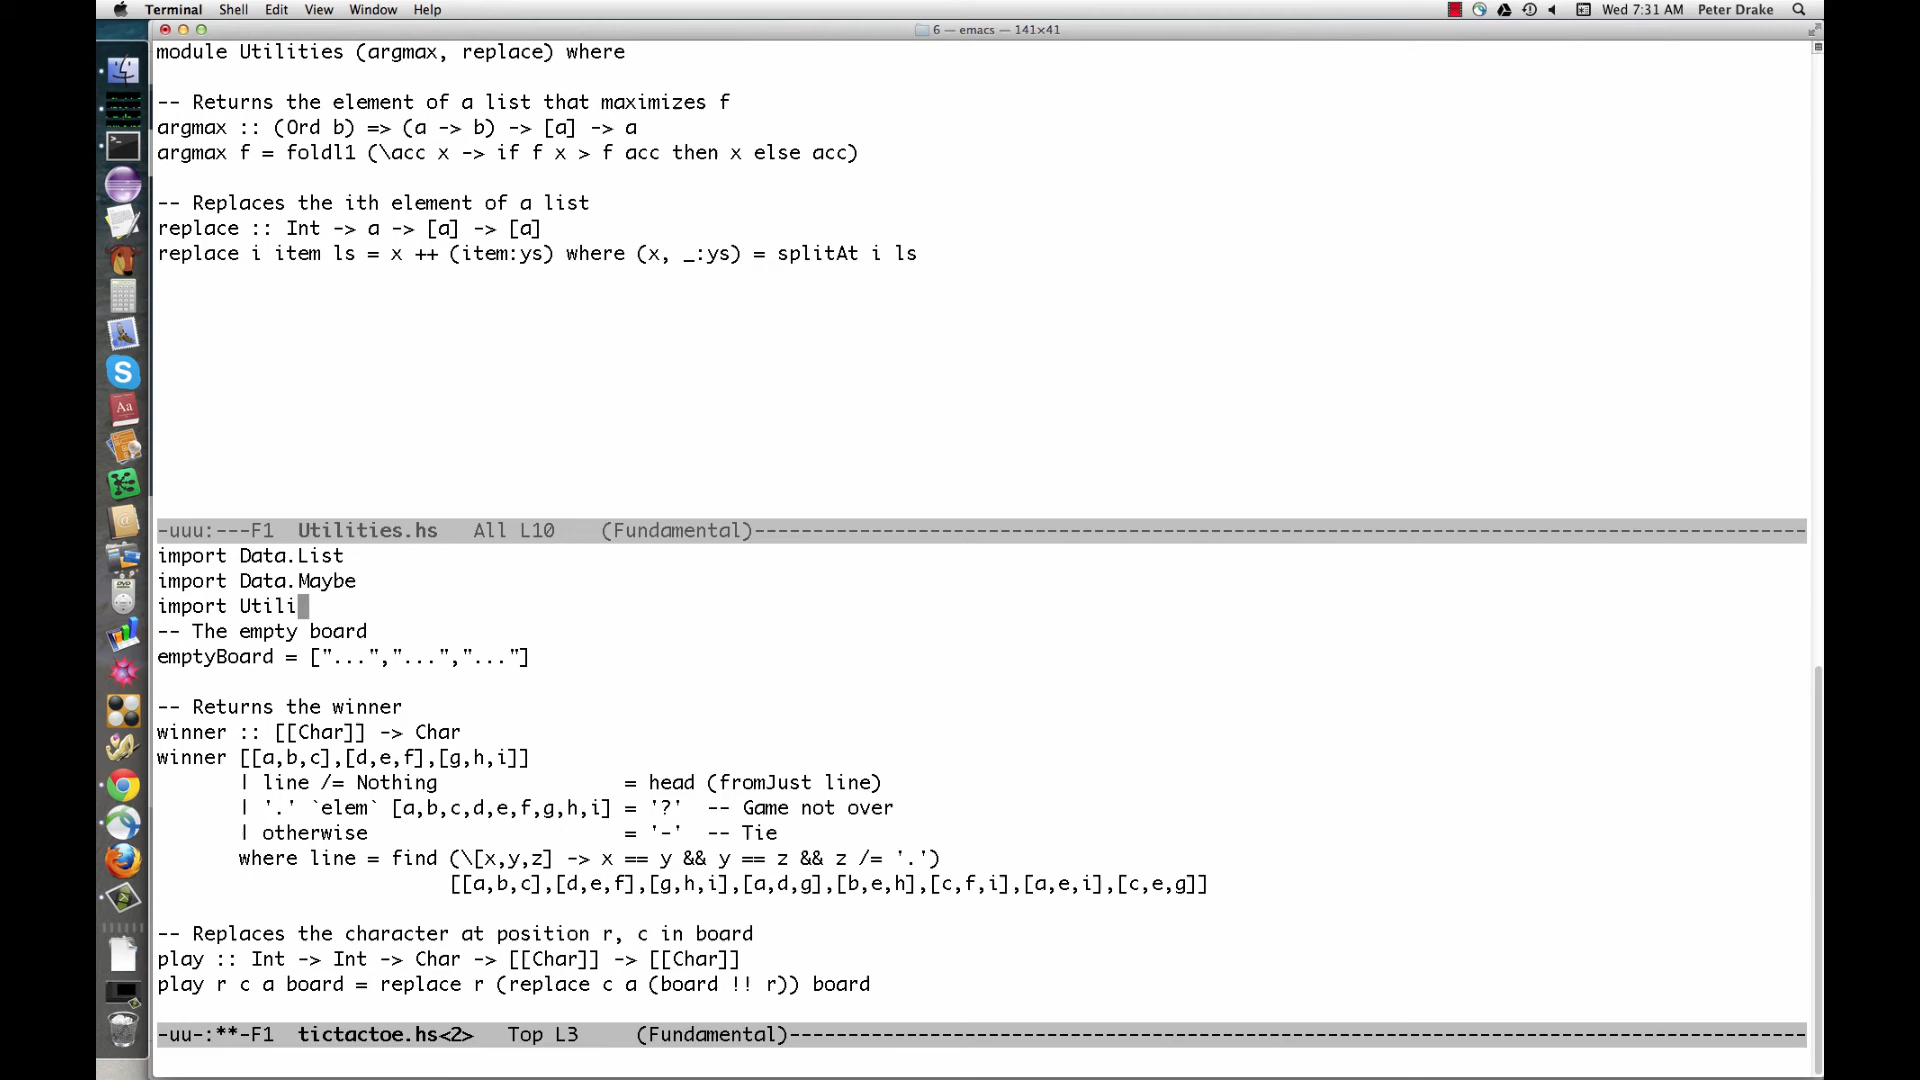 Terminal Shell Edit View Window Help Wed 7:31 AM Peter Drake
6 — emacs — 141×41
module Utilities (argmax, replace) where
-- Returns the element of a list that maximizes f
argmax :: (Ord b) => (a -> b) -> [a] -> a
argmax f = foldl1 (\acc x -> if f x > f acc then x else acc)
-- Replaces the ith element of a list
replace :: Int -> a -> [a] -> [a]
replace i item ls = x ++ (item:ys) where (x, _:ys) = splitAt i ls
-uuu:---F1  Utilities.hs   All L10    (Fundamental)------------------------------------------------------------------------------------------
import Data.List
import Data.Maybe
import Utili
-- The empty board
emptyBoard = ["...","...","..."]
-- Returns the winner
winner :: [[Char]] -> Char
winner [[a,b,c],[d,e,f],[g,h,i]]
       | line /= Nothing                = head (fromJust line)
       | '.' `elem` [a,b,c,d,e,f,g,h,i] = '?'  -- Game not over
       | otherwise                      = '-'  -- Tie
       where line = find (\[x,y,z] -> x == y && y == z && z /= '.')
                         [[a,b,c],[d,e,f],[g,h,i],[a,d,g],[b,e,h],[c,f,i],[a,e,i],[c,e,g]]
-- Replaces the character at position r, c in board
play :: Int -> Int -> Char -> [[Char]] -> [[Char]]
play r c a board = replace r (replace c a (board !! r)) board
-uu-:**-F1  tictactoe.hs<2>   Top L3     (Fundamental)---------------------------------------------------------------------------------------